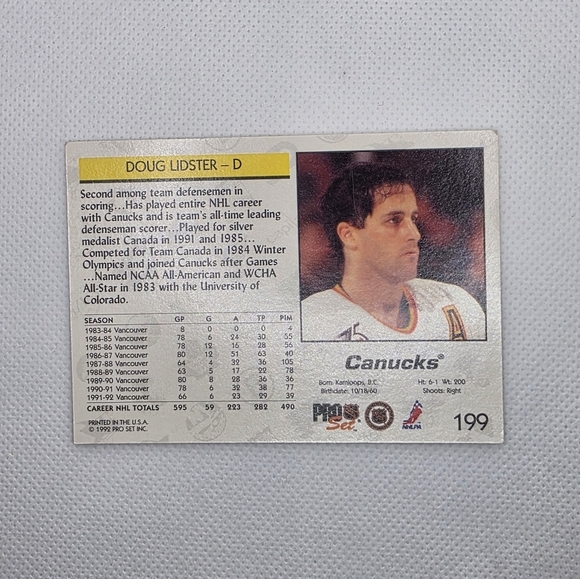 DOUG LIDSTER – D
Second among team defensemen in
scoring...Has played entire NHL career
with Canucks and is team's all-time leading
defenseman scorer...Played for silver
medalist Canada in 1991 and 1985...
Competed for Team Canada in 1984 Winter
Olympics and joined Canucks after Games
...Named NCAA All-American and WCHA
All-Star in 1983 with the University of
Colorado.
SEASON GP G A TP PIM
1983-84 Vancouver 8 0 0 0 4
1984-85 Vancouver 78 6 24 30 55
1985-86 Vancouver 78 12 16 28 56
1986-87 Vancouver 80 12 51 63 40
1987-88 Vancouver 64 4 32 36 105
1988-89 Vancouver 63 5 17 22 78
1989-90 Vancouver 80 8 28 36 36
1990-91 Vancouver 78 6 32 38 77
1991-92 Vancouver 66 6 23 29 39
CAREER NHL TOTALS 595 59 223 282 490
PRINTED IN THE U.S.A.
© 1992 PRO SET INC.
75
A
Canucks®
Born: Kamloops, B.C. Ht: 6-1 Wt: 200
Birthdate: 10/18/60 Shoots: Right
PRO Set
NHLPA
199